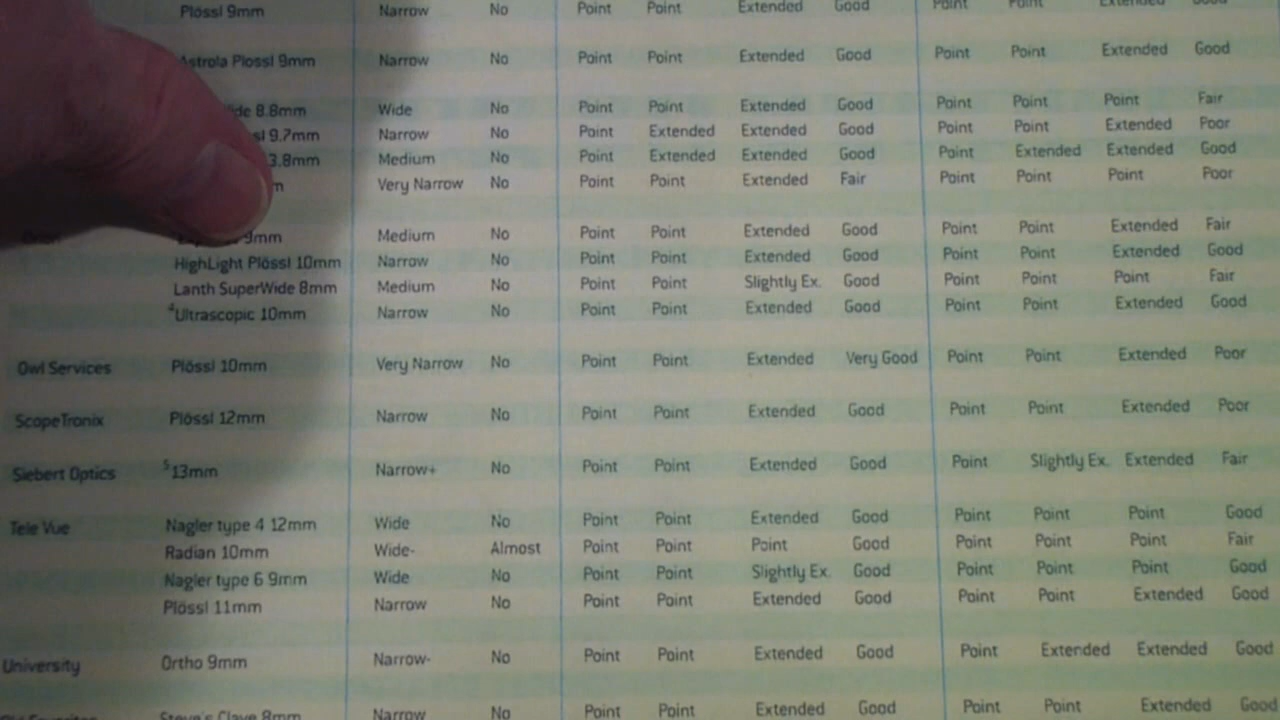 Plössl 9mm Narrow No Point Point Extended Good Point Point Extended Good
Astrola Plossl 9mm Narrow No Point Point Extended Good Point Point Extended Good
8.8mm Wide No Point Point Extended Good Point Point Point Fair
9.7mm Narrow No Point Extended Extended Good Point Point Extended Poor
3.8mm Medium No Point Extended Extended Good Point Extended Extended Good
Very Narrow No Point Point Extended Fair Point Point Point Poor
9mm Medium No Point Point Extended Good Point Point Extended Fair
HighLight Plössl 10mm Narrow No Point Point Extended Good Point Point Extended Good
Lanth SuperWide 8mm Medium No Point Point Slightly Ex. Good Point Point Point Fair
⁴Ultrascopic 10mm Narrow No Point Point Extended Good Point Point Extended Good
Owl Services Plössl 10mm Very Narrow No Point Point Extended Very Good Point Point Extended Poor
ScopeTronix Plössl 12mm Narrow No Point Point Extended Good Point Point Extended Poor
Siebert Optics ⁵13mm Narrow+ No Point Point Extended Good Point Slightly Ex. Extended Fair
Tele Vue Nagler type 4 12mm Wide No Point Point Extended Good Point Point Point Good
Radian 10mm Wide- Almost Point Point Point Good Point Point Point Fair
Nagler type 6 9mm Wide No Point Point Slightly Ex. Good Point Point Point Good
Plössl 11mm Narrow No Point Point Extended Good Point Point Extended Good
University Ortho 9mm Narrow- No Point Point Extended Good Point Extended Extended Good
Steve's Clave 8mm Narrow No Point Point Extended Good Point Point Extended Good